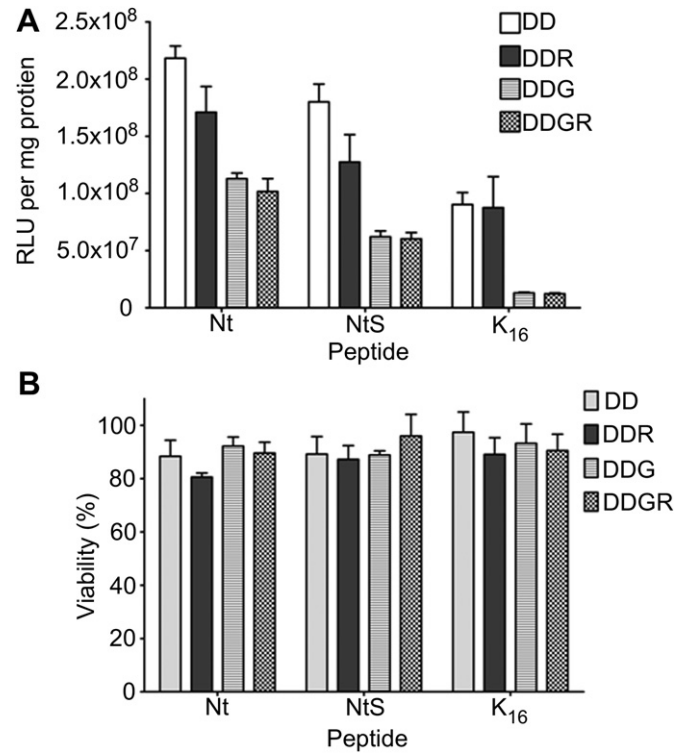 A
RLU per mg protien
2.5x10⁸
2.0x10⁸
1.5x10⁸
1.0x10⁸
5.0x10⁷
0
DD
DDR
DDG
DDGR
Nt NtS K₁₆
Peptide
B
Viability (%)
100
80
60
40
20
0
DD
DDR
DDG
DDGR
Nt NtS K₁₆
Peptide